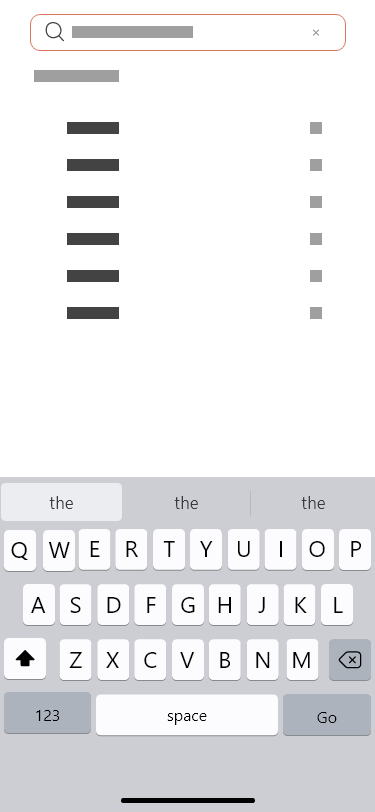 the the the
Q W E R T Y U I O P
A S D F G H J K L
Z X C V B N M
123 space Go